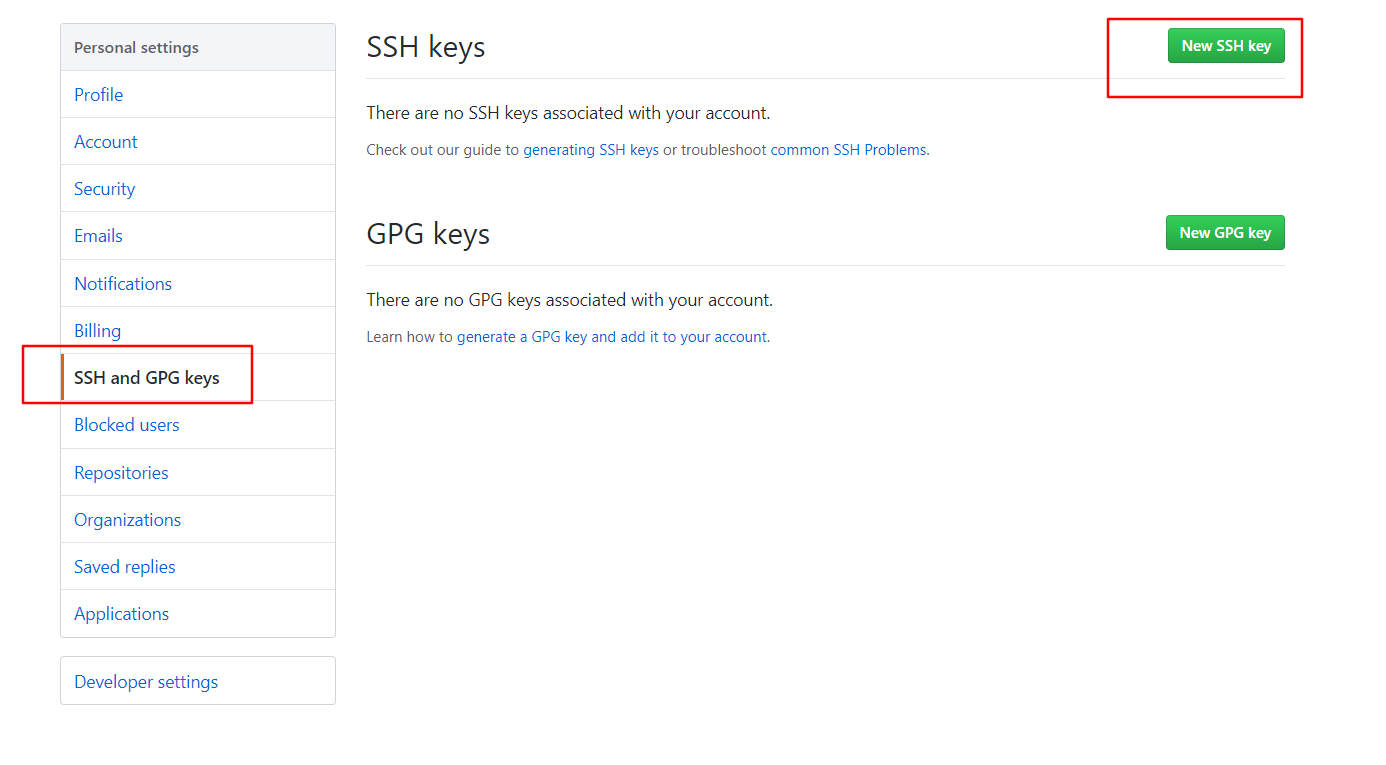 Personal settings
Profile
Account
Security
Emails
Notifications
Billing
SSH and GPG keys
Blocked users
Repositories
Organizations
Saved replies
Applications
Developer settings
SSH keys
New SSH key
There are no SSH keys associated with your account.
Check out our guide to generating SSH keys or troubleshoot common SSH Problems.
GPG keys
New GPG key
There are no GPG keys associated with your account.
Learn how to generate a GPG key and add it to your account.